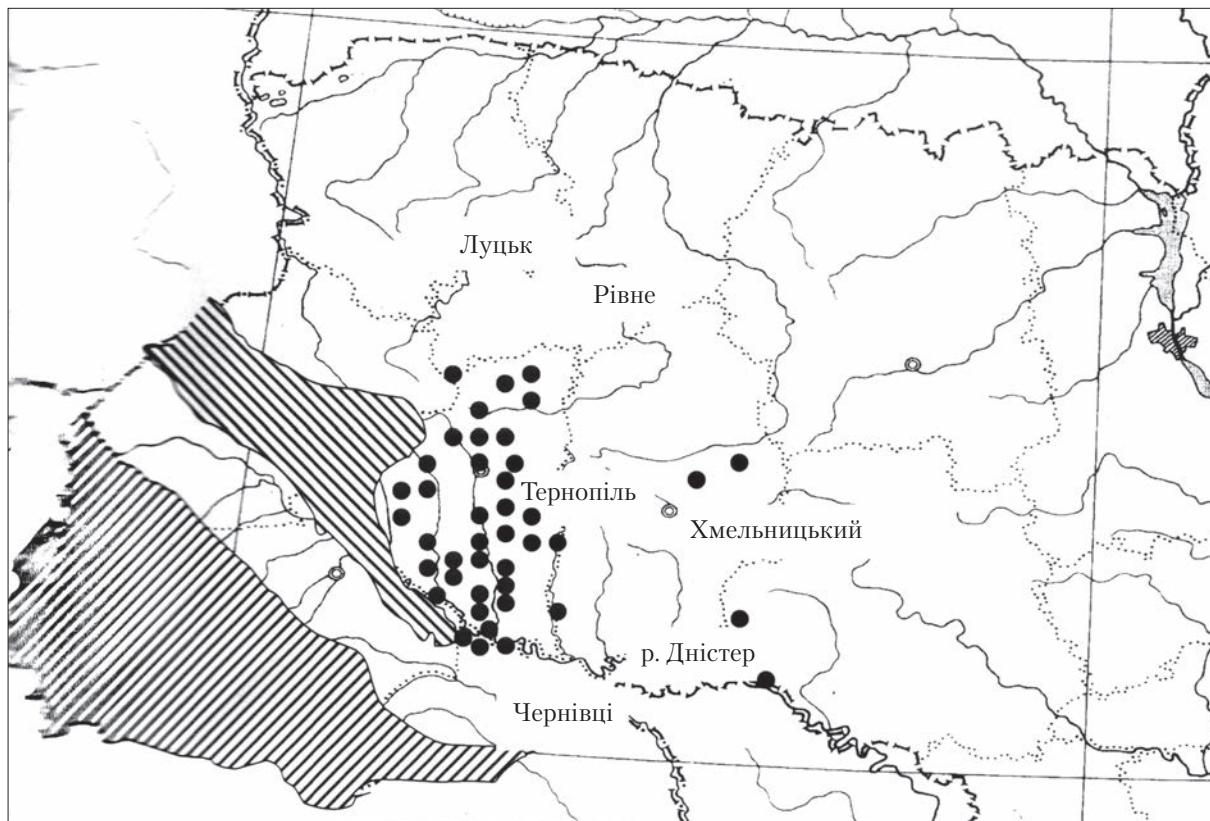 Луцьк
Рівне
Тернопіль
Хмельницький
р. Дністер
Чернівці